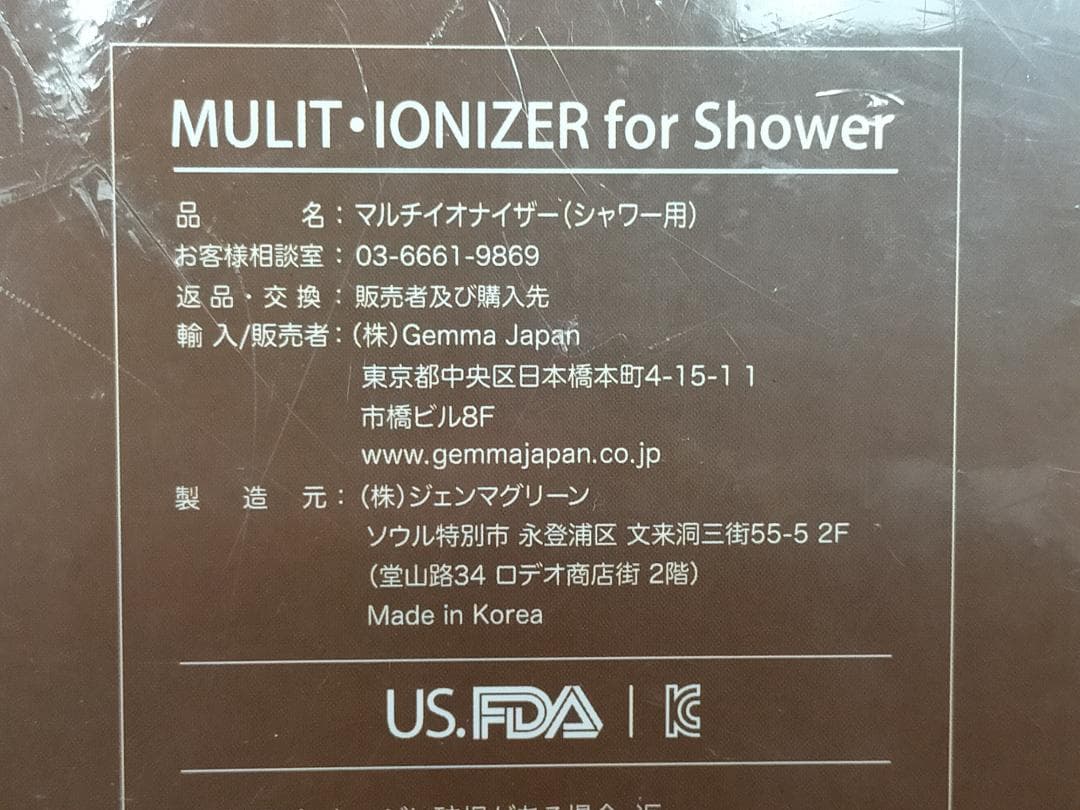 MULIT・IONIZER for Shower
品 名：マルチイオナイザー(シャワー用)
お客様相談室：03-6661-9869
返品・交換：販売者及び購入先
輸入/販売者：(株)Gemma Japan
東京都中央区日本橋本町4-15-11
市橋ビル8F
www.gemmajapan.co.jp
製造元：(株)ジェンマグリーン
ソウル特別市 永登浦区 文来洞三街55-5 2F
(堂山路34 ロデオ商店街 2階)
Made in Korea
US.FDA | KC